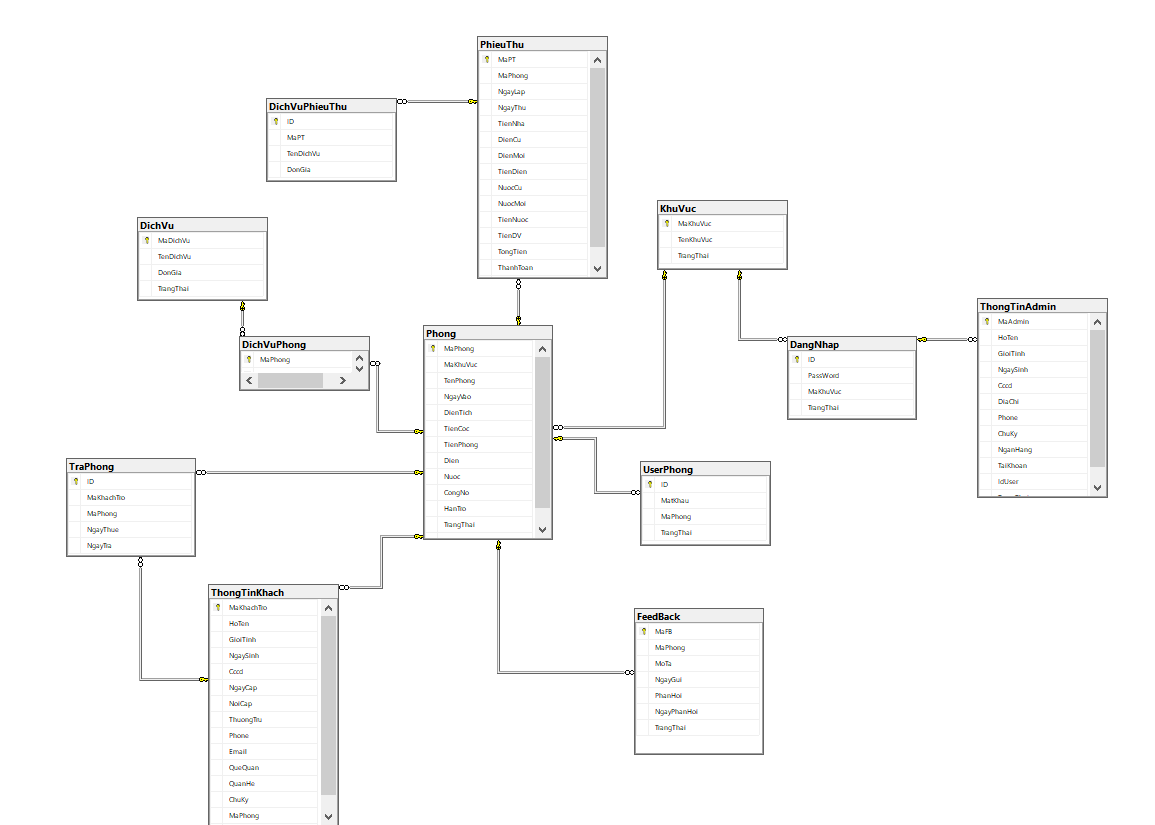 PhieuThu
MaPT
MaPhong
NgayLap
NgayThu
TienNha
DienCu
DienMoi
TienDien
NuocCu
NuocMoi
TienNuoc
TienDV
TongTien
ThanhToan
DichVuPhieuThu
ID
MaPT
TenDichVu
DonGia
DichVu
MaDichVu
TenDichVu
DonGia
TrangThai
KhuVuc
MaKhuVuc
TenKhuVuc
TrangThai
ThongTinAdmin
MaAdmin
HoTen
GioiTinh
NgaySinh
Cccd
DiaChi
Phone
ChuKy
NganHang
TaiKhoan
IdUser
DichVuPhong
MaPhong
Phong
MaPhong
MaKhuVuc
TenPhong
NgayVao
DienTich
TienCoc
TienPhong
Dien
Nuoc
CongNo
HanTro
TrangThai
DangNhap
ID
PassWord
MaKhuVuc
TrangThai
TraPhong
ID
MaKhachTro
MaPhong
NgayThue
NgayTra
UserPhong
ID
MatKhau
MaPhong
TrangThai
ThongTinKhach
MaKhachTro
HoTen
GioiTinh
NgaySinh
Cccd
NgayCap
NoiCap
ThuongTru
Phone
Email
QueQuan
QuanHe
ChuKy
MaPhong
FeedBack
MaFB
MaPhong
MoTa
NgayGui
PhanHoi
NgayPhanHoi
TrangThai